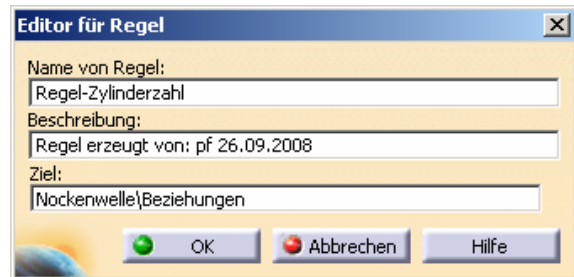 Editor für Regel
Name von Regel:
Regel-Zylinderzahl
Beschreibung:
Regel erzeugt von: pf 26.09.2008
Ziel:
Nockenwelle\Beziehungen
OK Abbrechen Hilfe